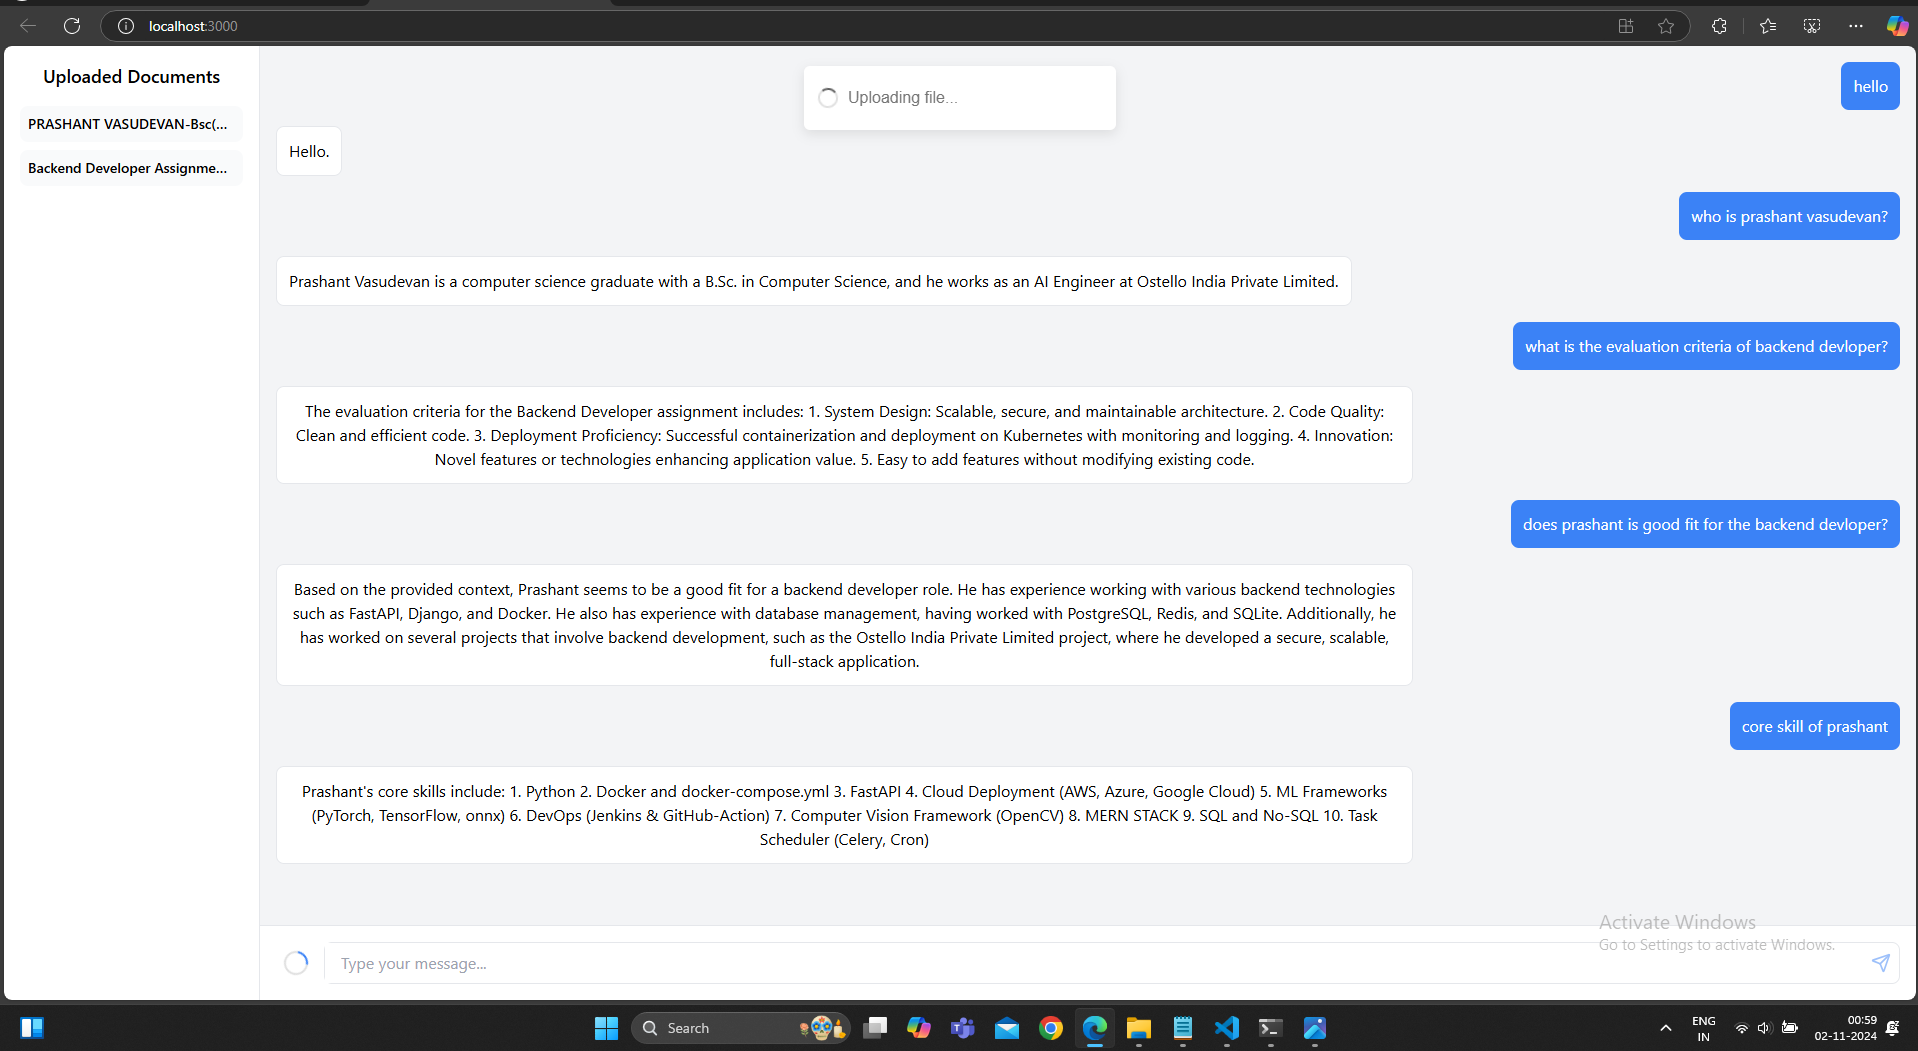 localhost:3000
Uploaded Documents
PRASHANT VASUDEVAN-Bsc(...
Backend Developer Assignme...
Uploading file...
hello
Hello.
who is prashant vasudevan?
Prashant Vasudevan is a computer science graduate with a B.Sc. in Computer Science, and he works as an AI Engineer at Ostello India Private Limited.
what is the evaluation criteria of backend devloper?
The evaluation criteria for the Backend Developer assignment includes: 1. System Design: Scalable, secure, and maintainable architecture. 2. Code Quality:
Clean and efficient code. 3. Deployment Proficiency: Successful containerization and deployment on Kubernetes with monitoring and logging. 4. Innovation:
Novel features or technologies enhancing application value. 5. Easy to add features without modifying existing code.
does prashant is good fit for the backend devloper?
Based on the provided context, Prashant seems to be a good fit for a backend developer role. He has experience working with various backend technologies
such as FastAPI, Django, and Docker. He also has experience with database management, having worked with PostgreSQL, Redis, and SQLite. Additionally, he
has worked on several projects that involve backend development, such as the Ostello India Private Limited project, where he developed a secure, scalable,
full-stack application.
core skill of prashant
Prashant's core skills include: 1. Python 2. Docker and docker-compose.yml 3. FastAPI 4. Cloud Deployment (AWS, Azure, Google Cloud) 5. ML Frameworks
(PyTorch, TensorFlow, onnx) 6. DevOps (Jenkins & GitHub-Action) 7. Computer Vision Framework (OpenCV) 8. MERN STACK 9. SQL and No-SQL 10. Task
Scheduler (Celery, Cron)
Activate Windows
Go to Settings to activate Windows.
Type your message...
Search
ENG
IN
00:59
02-11-2024